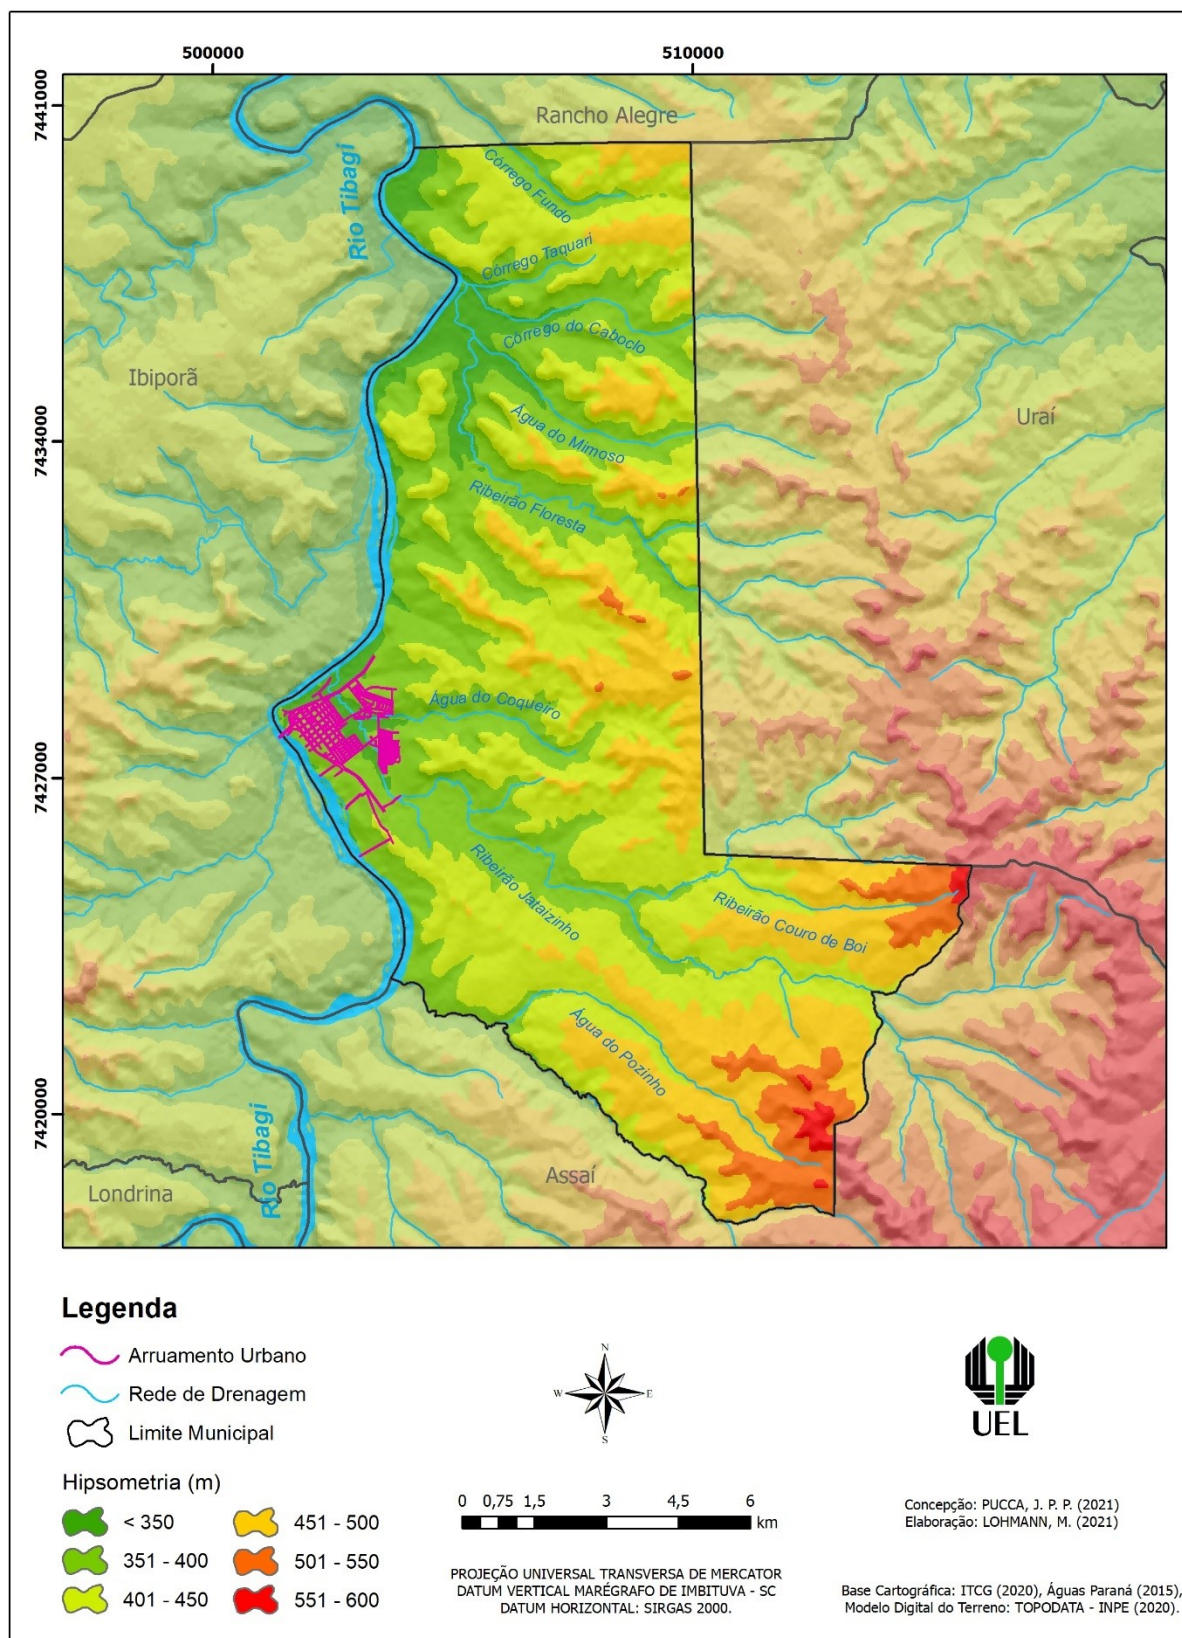 500000
510000
7441000
7434000
7427000
7420000
Rancho Alegre
Rio Tibagi
Córrego Fundo
Córrego Taquari
Córrego do Caboclo
Ibiporã
Uraí
Água do Mimoso
Ribeirão Floresta
Água do Coqueiro
Ribeirão Jataizinho
Ribeirão Couro de Boi
Água do Pozinho
Rio Tibagi
Londrina
Assaí
Legenda
Arruamento Urbano
Rede de Drenagem
Limite Municipal
Hipsometria (m)
< 350
351 - 400
401 - 450
451 - 500
501 - 550
551 - 600
N
W
E
S
0 0,75 1,5 3 4,5 6
km
PROJEÇÃO UNIVERSAL TRANSVERSA DE MERCATOR
DATUM VERTICAL MARÉGRAFO DE IMBITUVA - SC
DATUM HORIZONTAL: SIRGAS 2000.
UEL
Concepção: PUCCA, J. P. P. (2021)
Elaboração: LOHMANN, M. (2021)
Base Cartográfica: ITCG (2020), Águas Paraná (2015),
Modelo Digital do Terreno: TOPODATA - INPE (2020).